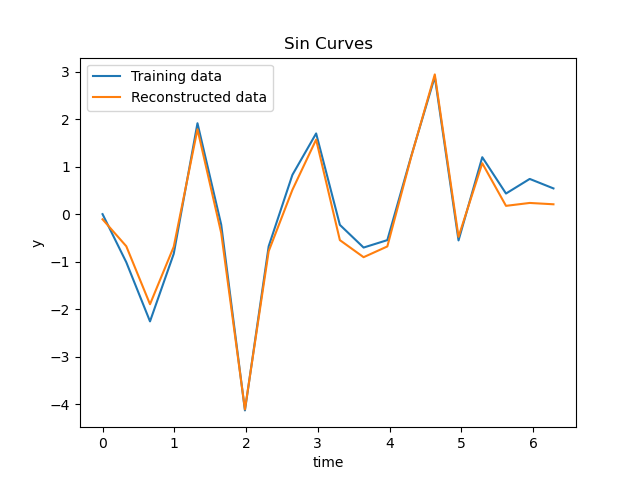 Sin Curves
Training data
Reconstructed data
3
2
1
0
−1
−2
−3
−4
y
0 1 2 3 4 5 6
time